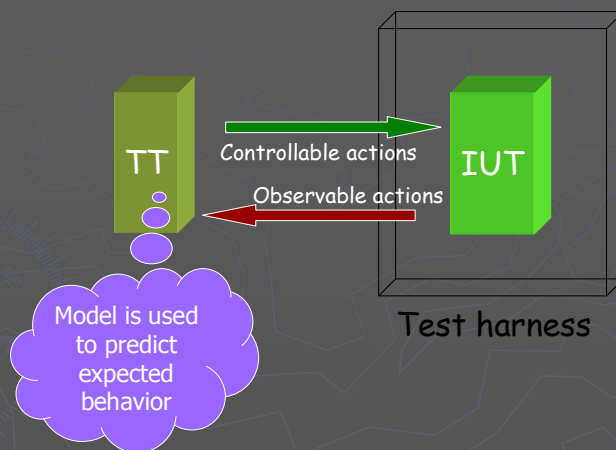 TT
Controllable actions
IUT
Observable actions
Model is used
to predict
expected
behavior
Test harness